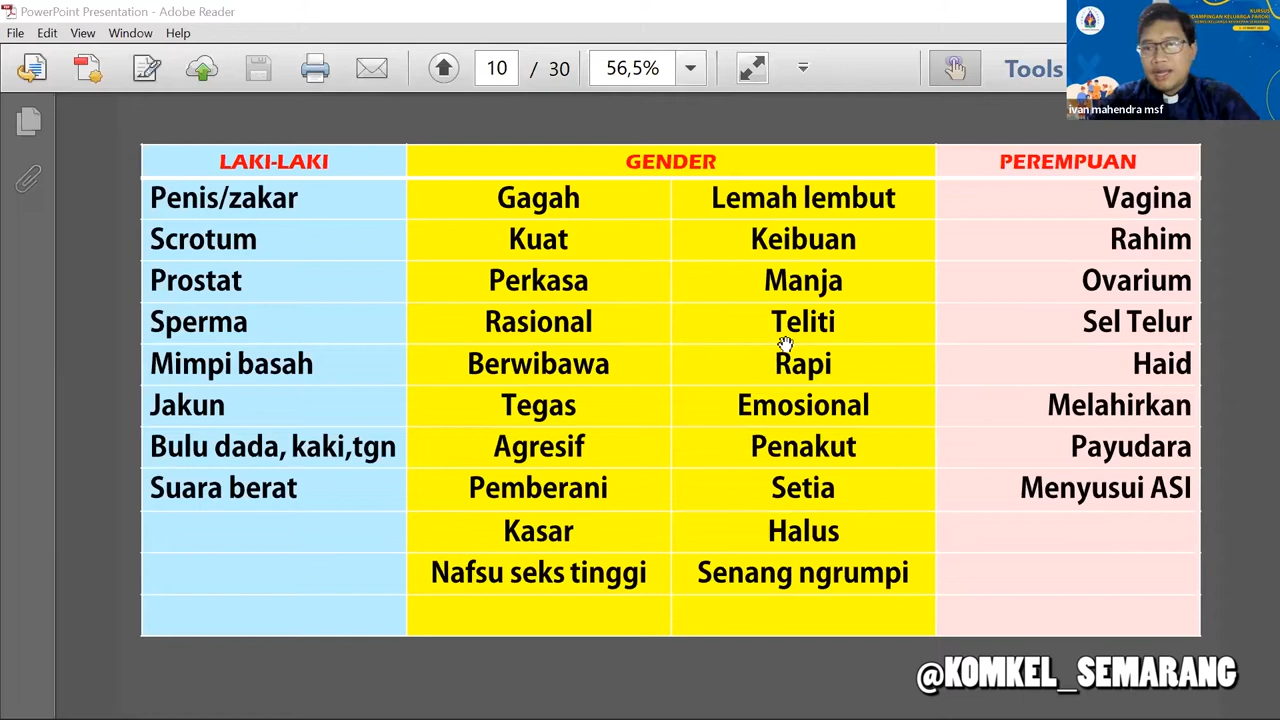 PowerPoint Presentation - Adobe Reader
File Edit View Window Help
10 / 30 56,5% Tools
KURSUS
ivan mahendra msf
LAKI-LAKI GENDER PEREMPUAN
Penis/zakar Gagah Lemah lembut Vagina
Scrotum Kuat Keibuan Rahim
Prostat Perkasa Manja Ovarium
Sperma Rasional Teliti Sel Telur
Mimpi basah Berwibawa Rapi Haid
Jakun Tegas Emosional Melahirkan
Bulu dada, kaki,tgn Agresif Penakut Payudara
Suara berat Pemberani Setia Menyusui ASI
Kasar Halus
Nafsu seks tinggi Senang ngrumpi
@KOMKEL_SEMARANG